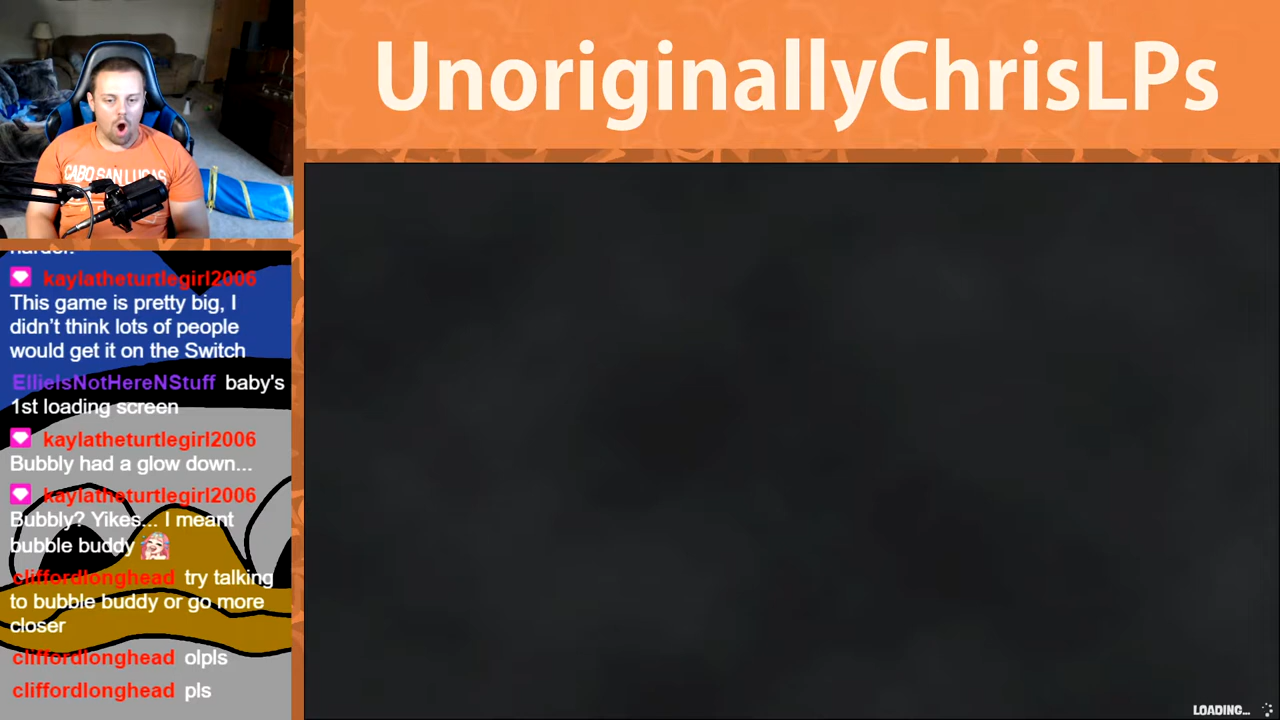 UnoriginallyChrisLPs
CABO SAN LUCAS
harder.
kaylatheturtlegirl2006
This game is pretty big, I
didn't think lots of people
would get it on the Switch
EllieIsNotHereNStuff baby's
1st loading screen
kaylatheturtlegirl2006
Bubbly had a glow down...
kaylatheturtlegirl2006
Bubbly? Yikes... I meant
bubble buddy
cliffordlonghead try talking
to bubble buddy or go more
closer
cliffordlonghead olpls
cliffordlonghead pls
LOADING...